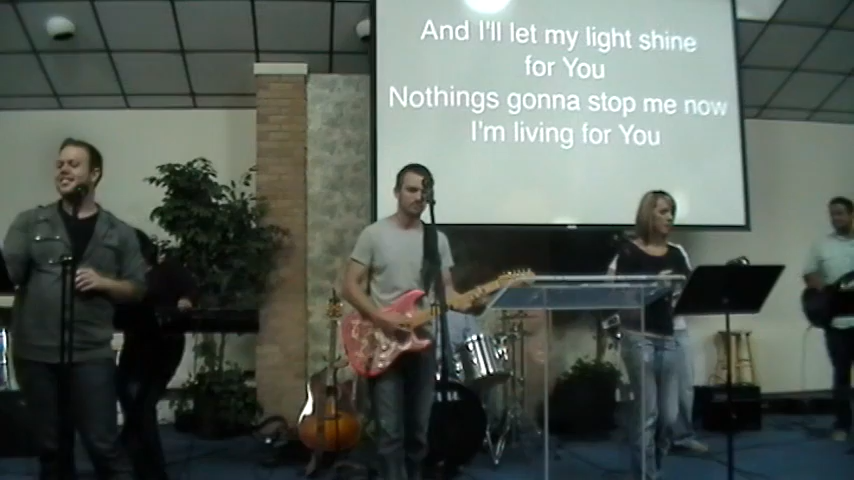 And I'll let my light shine
for You
Nothings gonna stop me now
I'm living for You